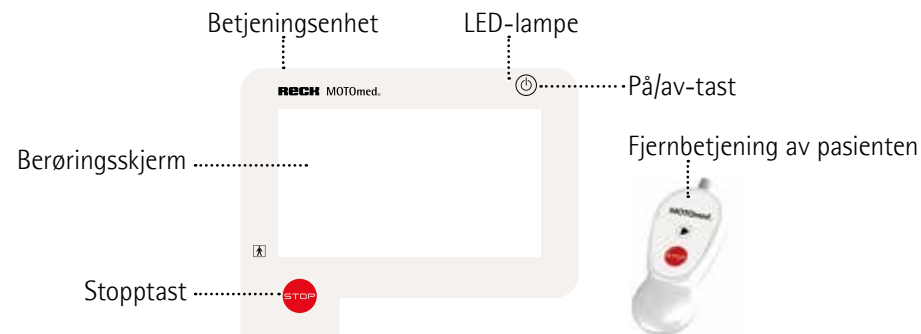 Betjeningsenhet
LED-lampe
RECK MOTOmed®
På/av-tast
Fjernbetjening av pasienten
Berøringsskjerm
MOTOmed
STOP
Stopptast
STOP